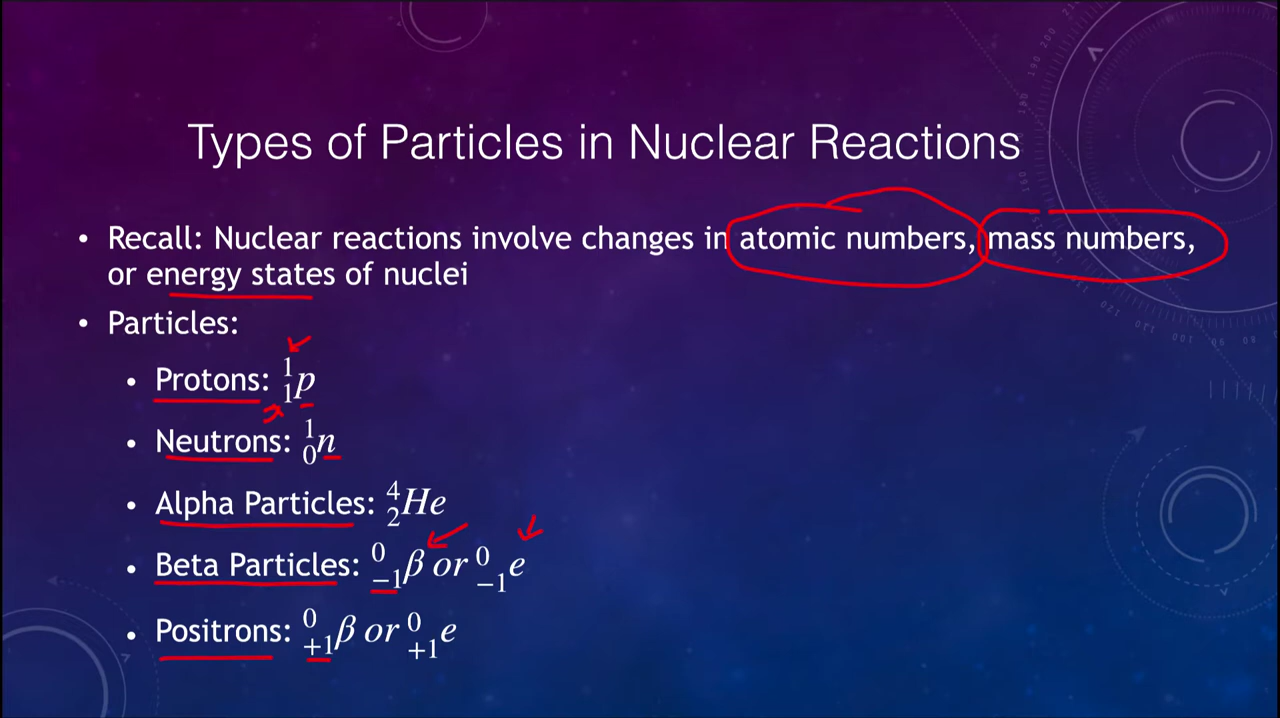 Types of Particles in Nuclear Reactions
• Recall: Nuclear reactions involve changes in atomic numbers, mass numbers,
or energy states of nuclei
• Particles:
• Protons: ¹₁p
• Neutrons: ¹₀n
• Alpha Particles: ⁴₂He
• Beta Particles: ⁰₋₁β or ⁰₋₁e
• Positrons: ⁰₊₁β or ⁰₊₁e